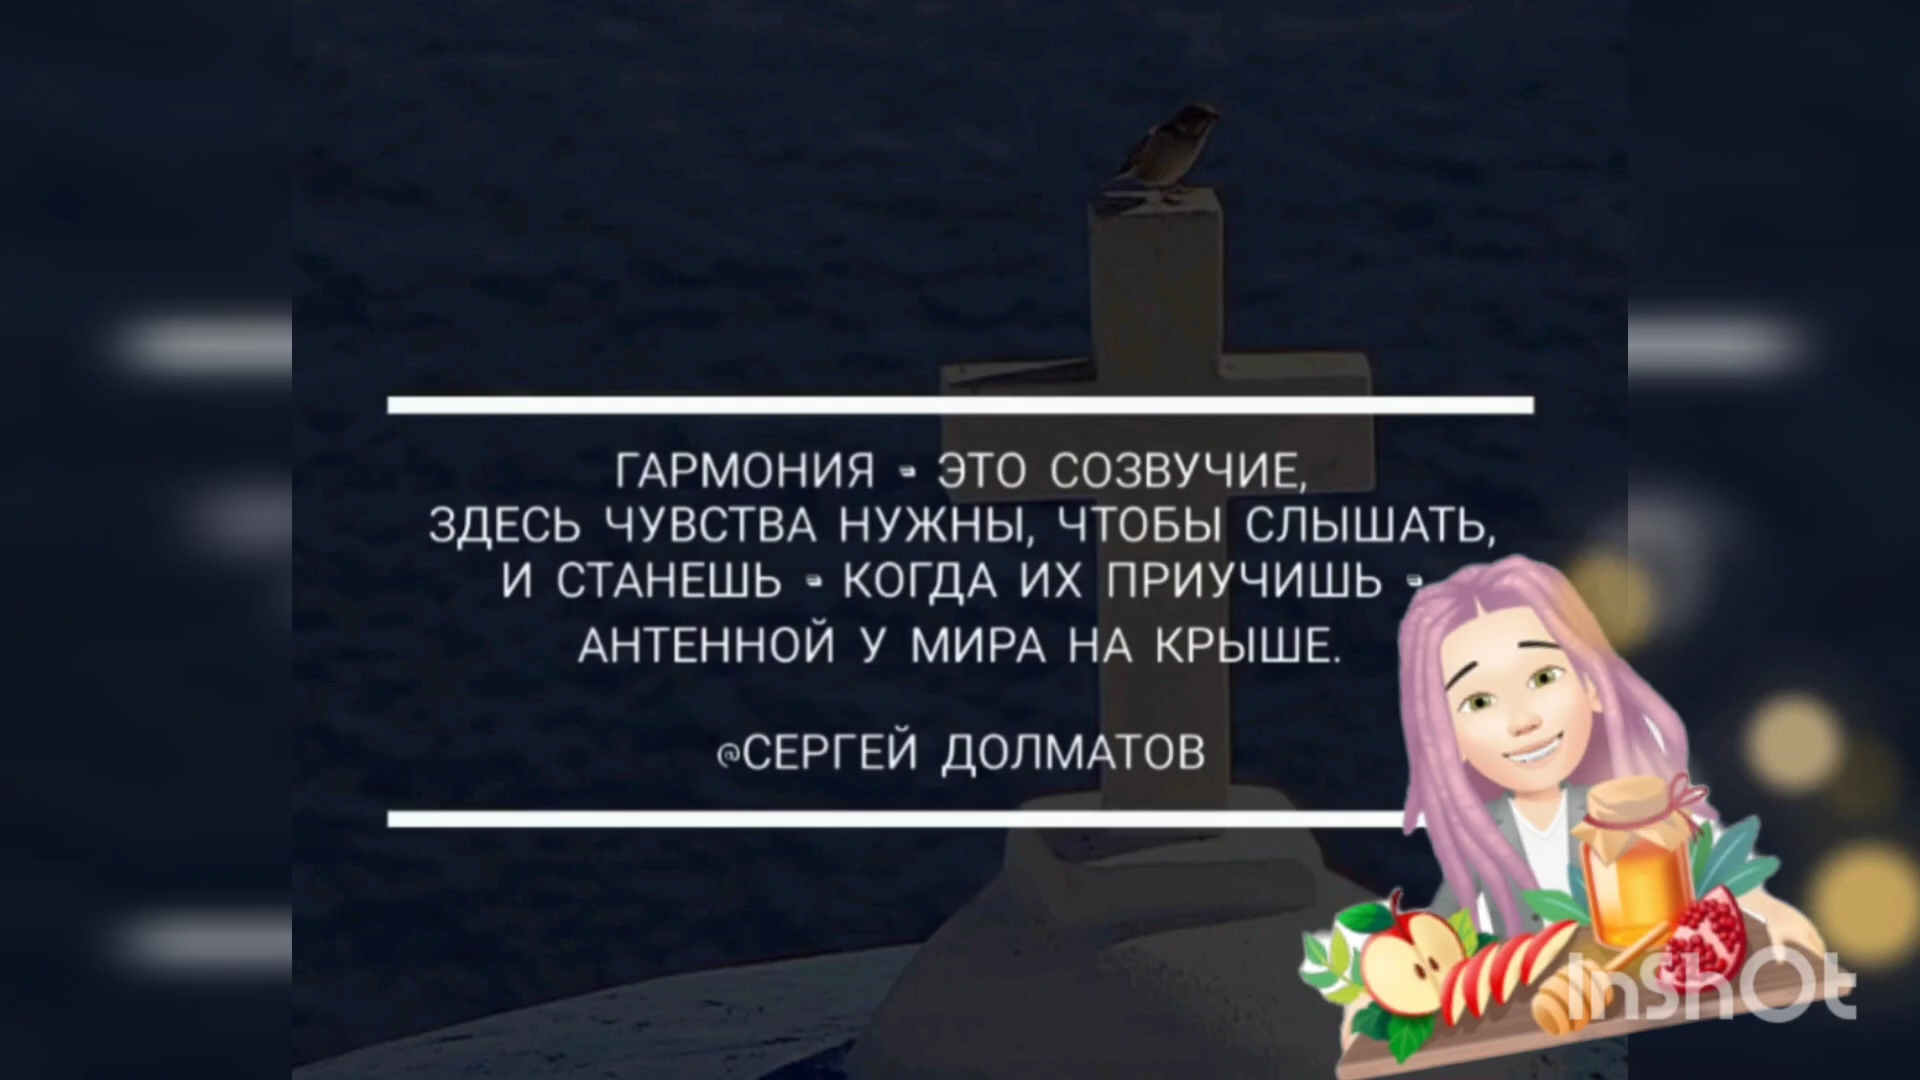 ГАРМОНИЯ - ЭТО СОЗВУЧИЕ,
ЗДЕСЬ ЧУВСТВА НУЖНЫ, ЧТОБЫ СЛЫШАТЬ,
И СТАНЕШЬ - КОГДА ИХ ПРИУЧИШЬ -
АНТЕННОЙ У МИРА НА КРЫШЕ.
@СЕРГЕЙ ДОЛМАТОВ
InShOt